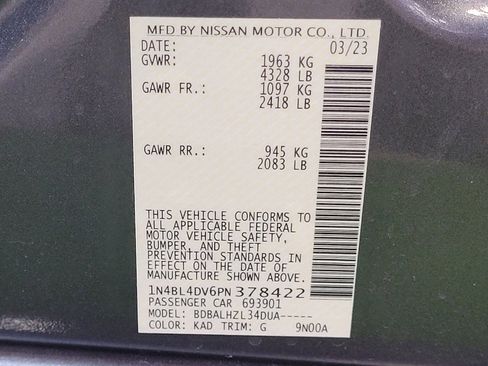 MFD BY NISSAN MOTOR CO., LTD.
DATE: 03/23
GVWR: 1963 KG
4328 LB
GAWR FR.: 1097 KG
2418 LB
GAWR RR.: 945 KG
2083 LB
THIS VEHICLE CONFORMS TO
ALL APPLICABLE FEDERAL
MOTOR VEHICLE SAFETY,
BUMPER, AND THEFT
PREVENTION STANDARDS IN
EFFECT ON THE DATE OF
MANUFACTURE SHOWN ABOVE.
1N4BL4DV6PN378422
PASSENGER CAR 693901
MODEL: BDBALHZL34DUA-----
COLOR: KAD TRIM: G 9N00A